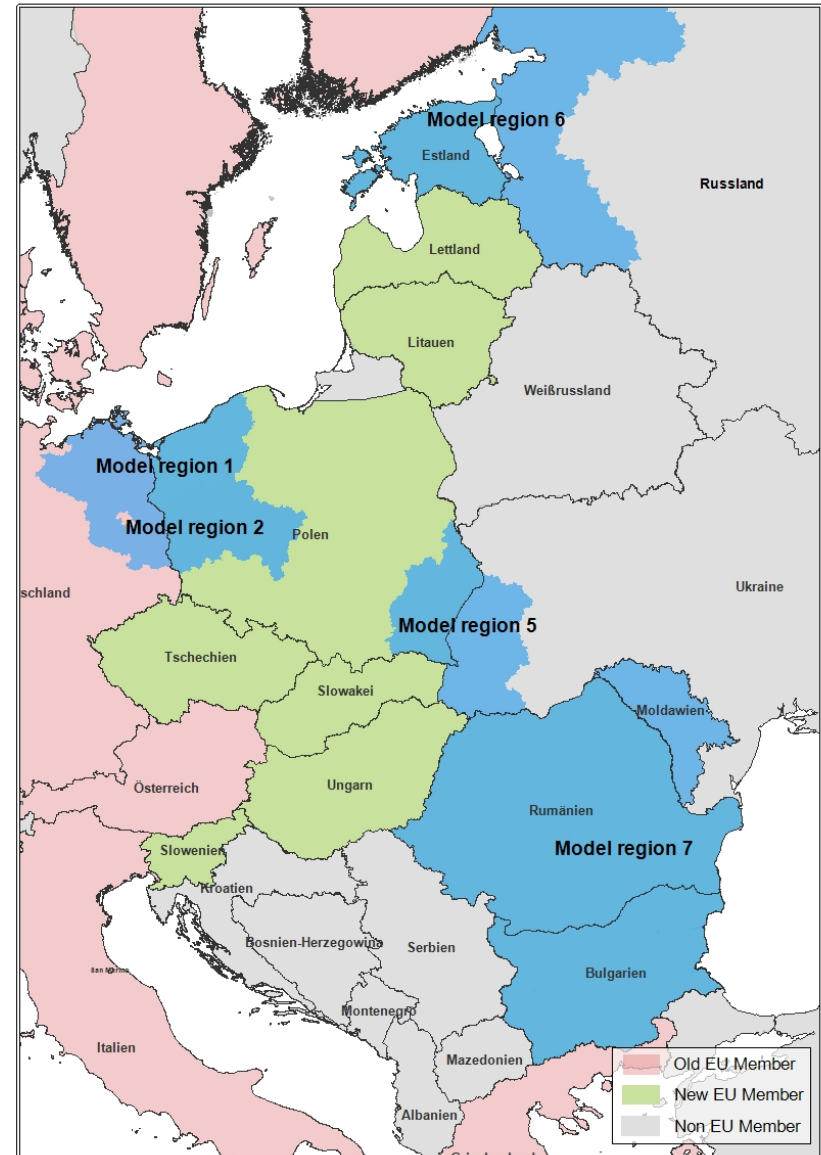 Model region 6
Estland
Russland
Lettland
Litauen
Weißrussland
Model region 1
Model region 2
Polen
schland
Ukraine
Model region 5
Tschechien
Slowakei
Moldawien
Österreich
Ungarn
Rumänien
Model region 7
Slowenien
Kroatien
Bosnien-Herzegowina
Serbien
San Marino
Bulgarien
Montenegro
Italien
Mazedonien
Old EU Member
New EU Member
Albanien
Non EU Member